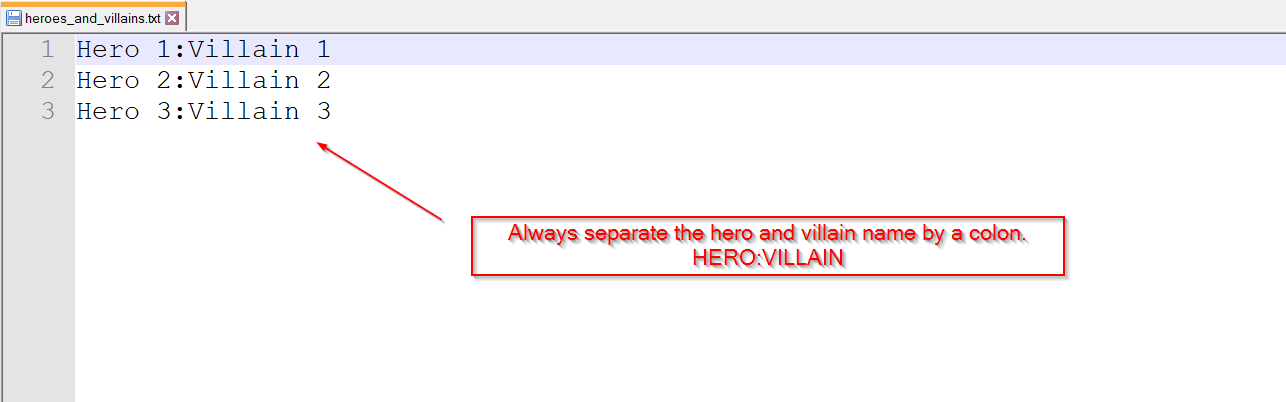 heroes_and_villains.txt
1 Hero 1:Villain 1
2 Hero 2:Villain 2
3 Hero 3:Villain 3
Always separate the hero and villain name by a colon.
HERO:VILLAIN